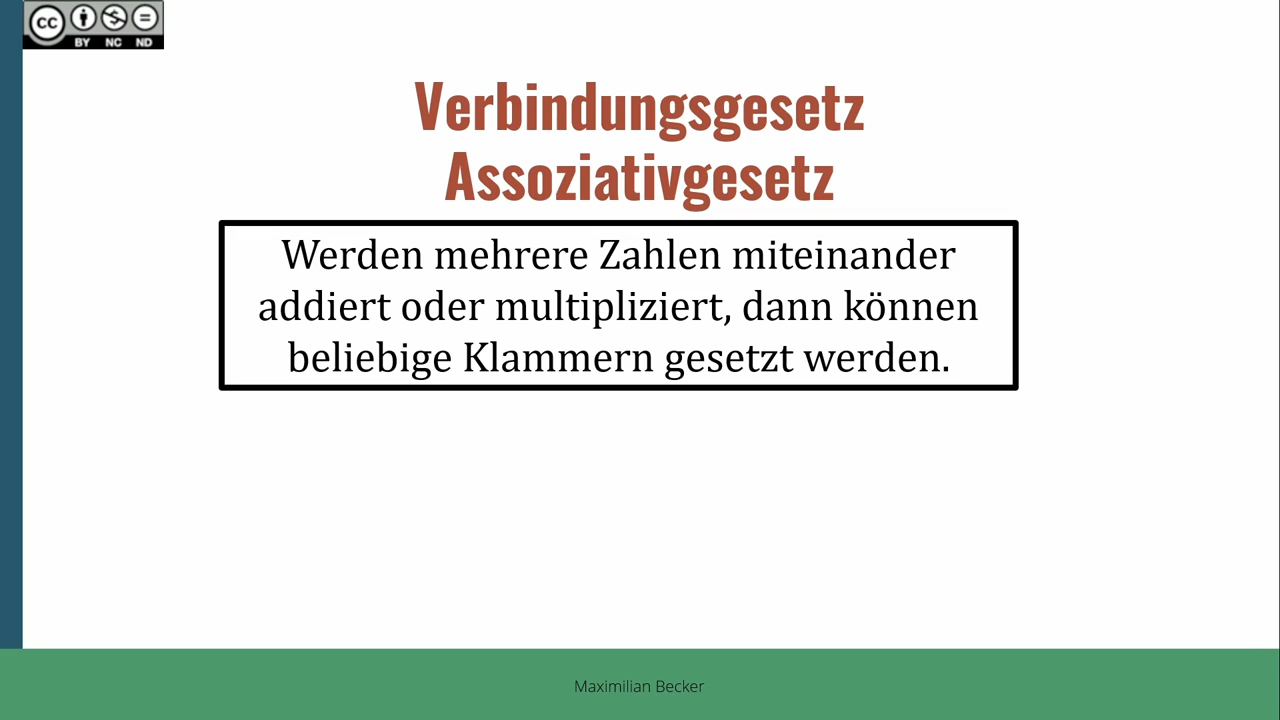 cc
BY NC ND
Verbindungsgesetz
Assoziativgesetz
Werden mehrere Zahlen miteinander
addiert oder multipliziert, dann können
beliebige Klammern gesetzt werden.
Maximilian Becker